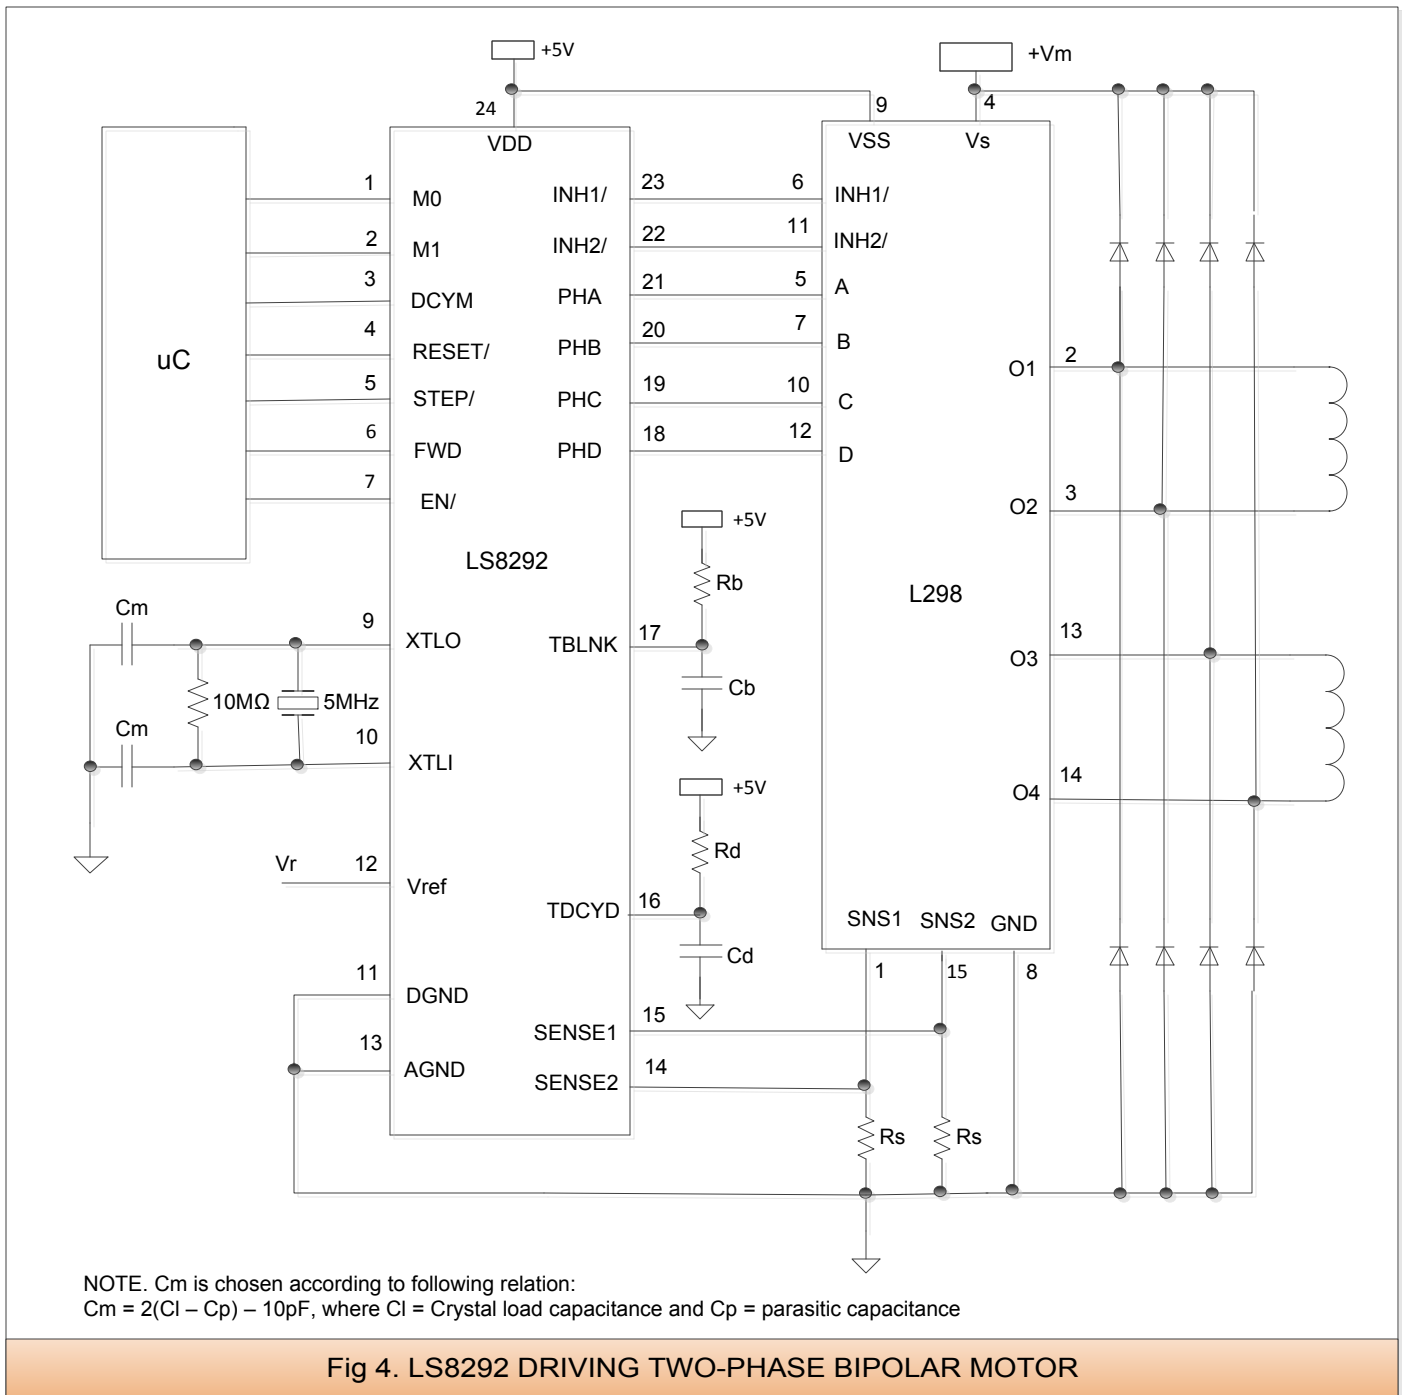 +5V
+Vm
24
9
4
VDD
VSS
Vs
1
M0
INH1/
23
6
INH1/
2
M1
INH2/
22
11
INH2/
3
DCYM
PHA
21
5
A
4
RESET/
PHB
20
7
B
5
STEP/
PHC
19
10
C
6
FWD
PHD
18
12
D
7
EN/
uC
LS8292
L298
O1
2
O2
3
O3
13
O4
14
+5V
Rb
TBLNK
17
Cb
Cm
9
XTLO
10MΩ
5MHz
Cm
10
XTLI
+5V
Rd
TDCYD
16
Cd
Vr
12
Vref
SNS1
SNS2
GND
1
15
8
11
DGND
13
AGND
SENSE1
15
SENSE2
14
Rs
Rs
NOTE. Cm is chosen according to following relation:
Cm = 2(Cl – Cp) – 10pF, where Cl = Crystal load capacitance and Cp = parasitic capacitance
Fig 4. LS8292 DRIVING TWO-PHASE BIPOLAR MOTOR